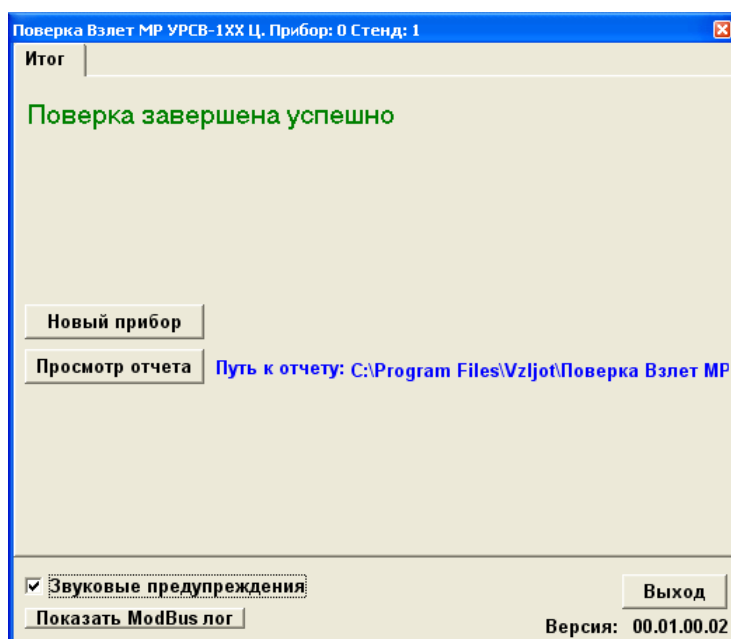 Поверка Взлет МР УРСВ-1ХХ Ц. Прибор: 0 Стенд: 1
Итог
Поверка завершена успешно
Новый прибор
Просмотр отчета Путь к отчету: C:\Program Files\Vzljot\Поверка Взлет МР
Звуковые предупреждения
Выход
Показать ModBus лог
Версия: 00.01.00.02